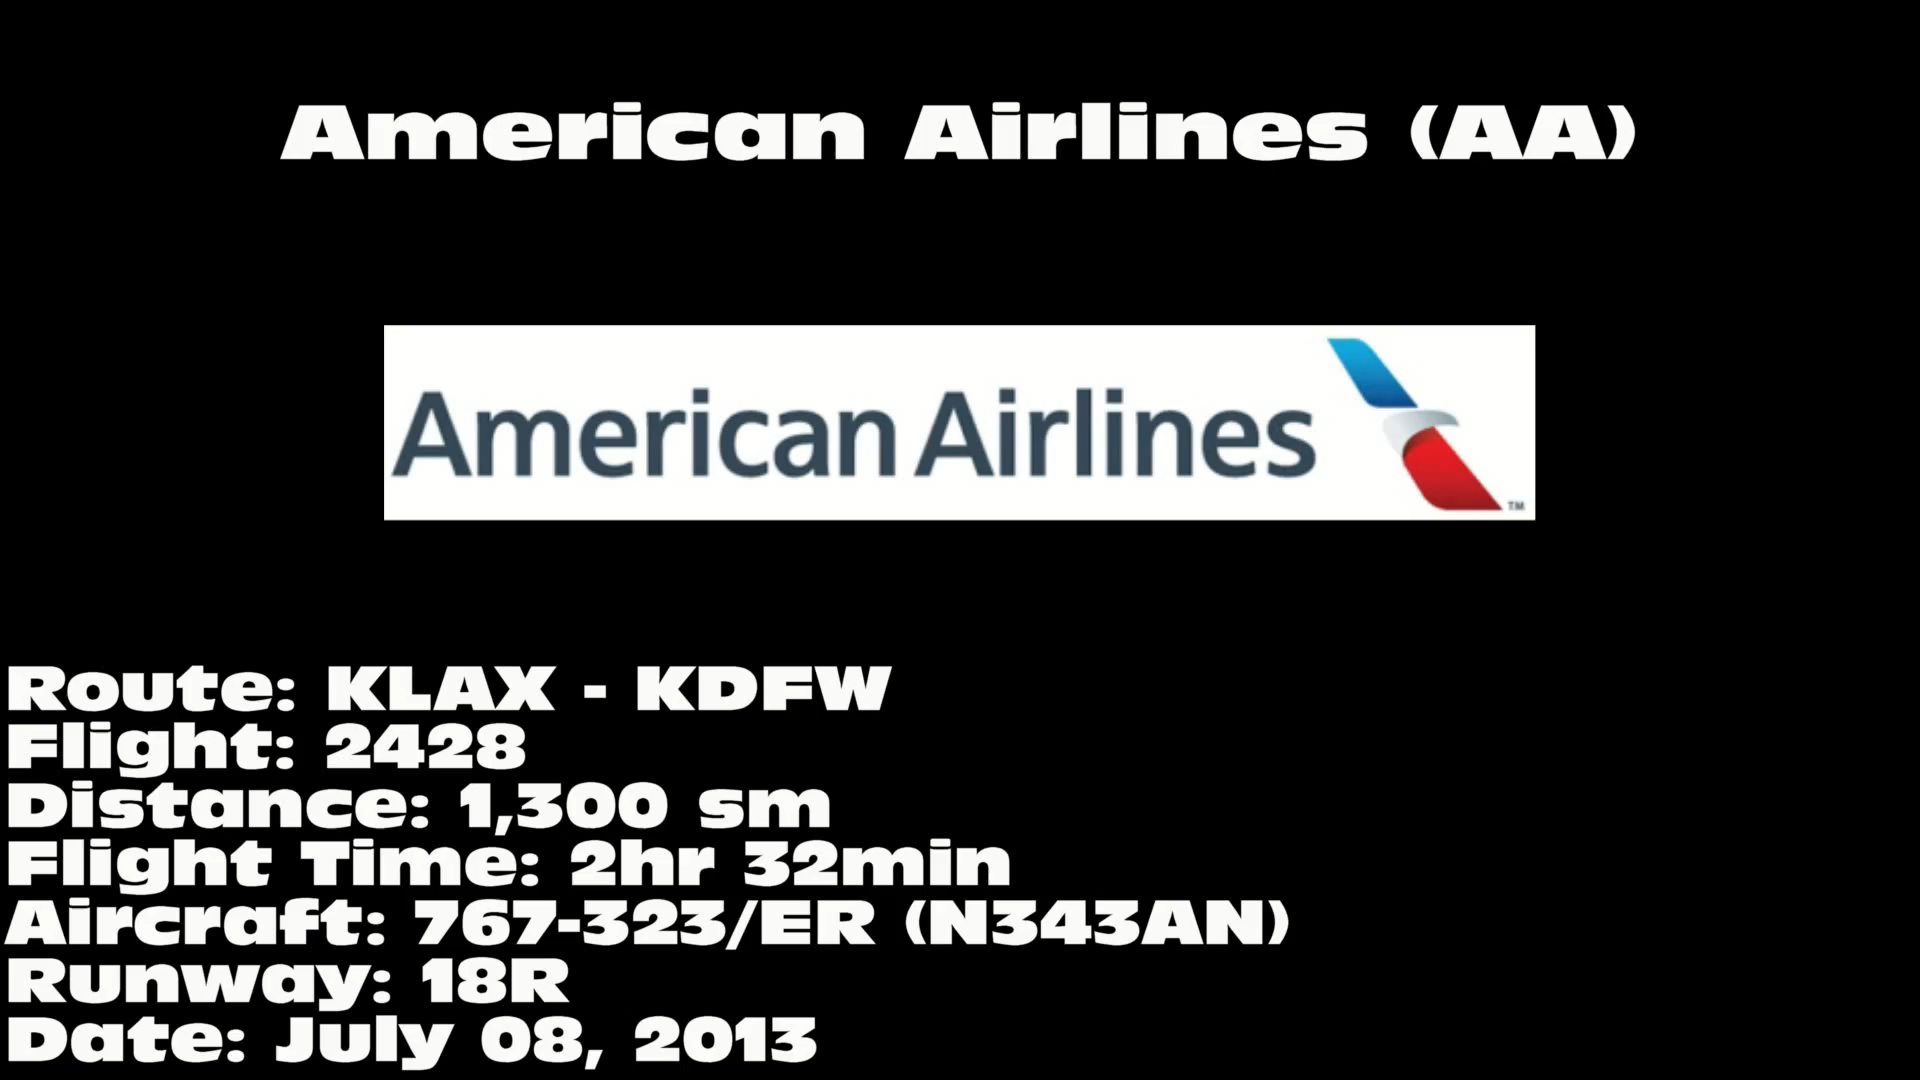 American Airlines (AA)
American Airlines
TM
Route: KLAX - KDFW
Flight: 2428
Distance: 1,300 sm
Flight Time: 2hr 32min
Aircraft: 767-323/ER (N343AN)
Runway: 18R
Date: July 08, 2013